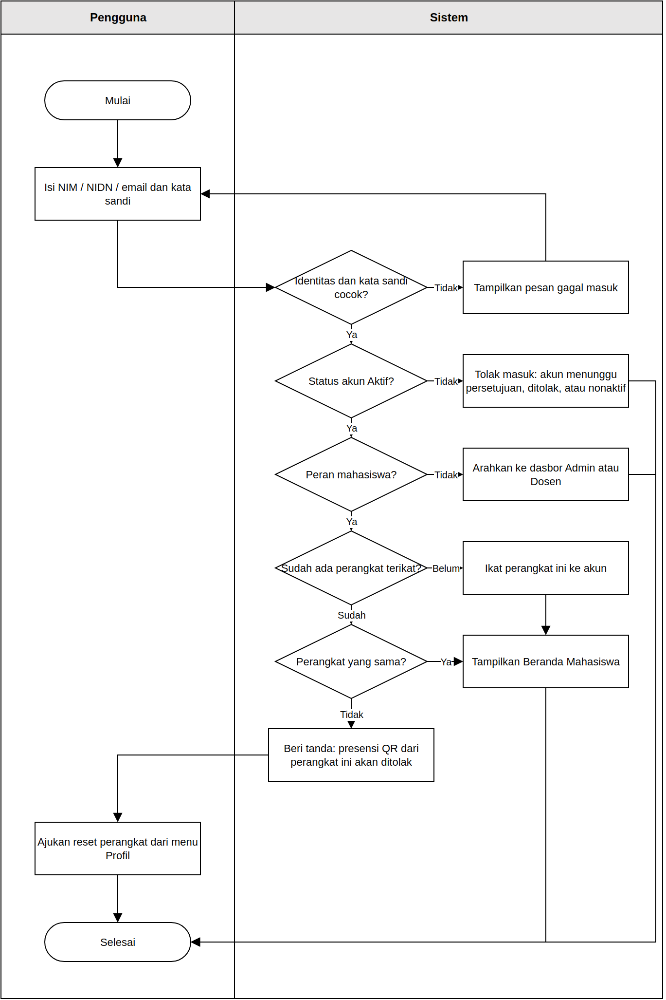 Pengguna
Sistem
Mulai
Isi NIM / NIDN / email dan kata
sandi
Identitas dan kata sandi
cocok?
Tidak
Tampilkan pesan gagal masuk
Ya
Status akun Aktif?
Tidak
Tolak masuk: akun menunggu
persetujuan, ditolak, atau nonaktif
Ya
Peran mahasiswa?
Tidak
Arahkan ke dasbor Admin atau
Dosen
Ya
Sudah ada perangkat terikat?
Belum
Ikat perangkat ini ke akun
Sudah
Perangkat yang sama?
Ya
Tampilkan Beranda Mahasiswa
Tidak
Beri tanda: presensi QR dari
perangkat ini akan ditolak
Ajukan reset perangkat dari menu
Profil
Selesai